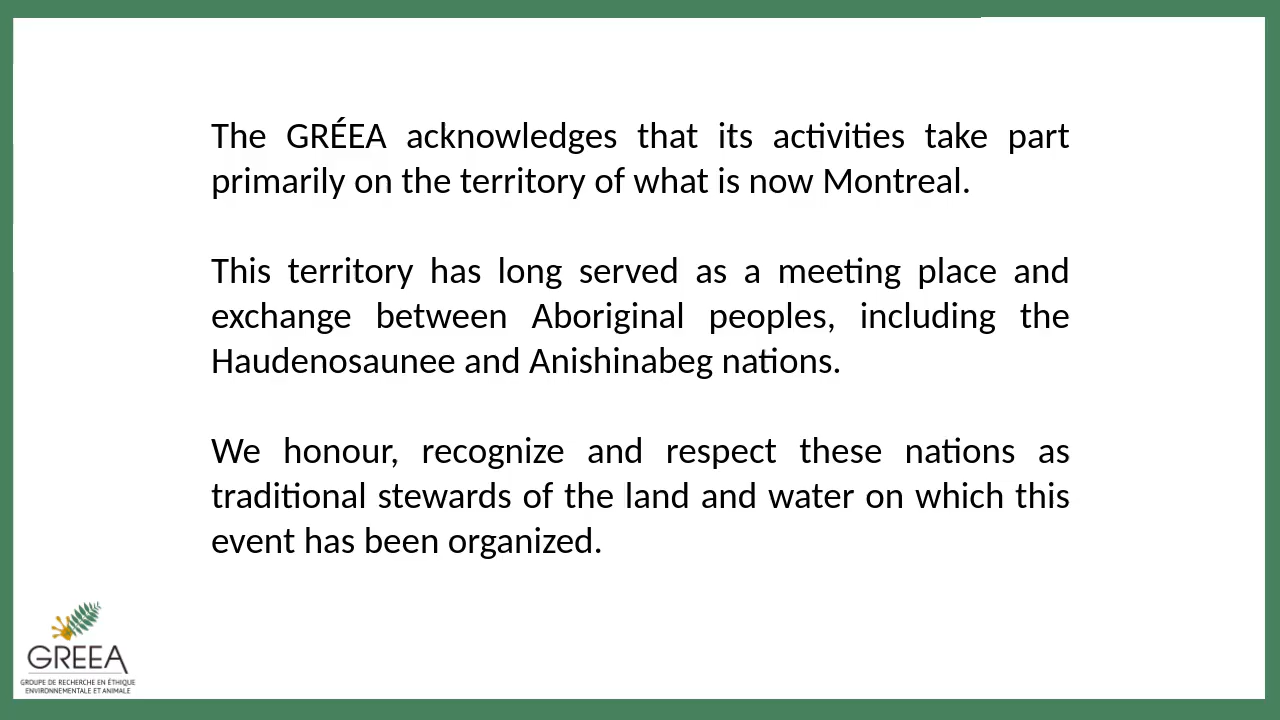 The GRÉEA acknowledges that its activities take part
primarily on the territory of what is now Montreal.
This territory has long served as a meeting place and
exchange between Aboriginal peoples, including the
Haudenosaunee and Anishinabeg nations.
We honour, recognize and respect these nations as
traditional stewards of the land and water on which this
event has been organized.
GREEA
GROUPE DE RECHERCHE EN ÉTHIQUE
ENVIRONNEMENTALE ET ANIMALE